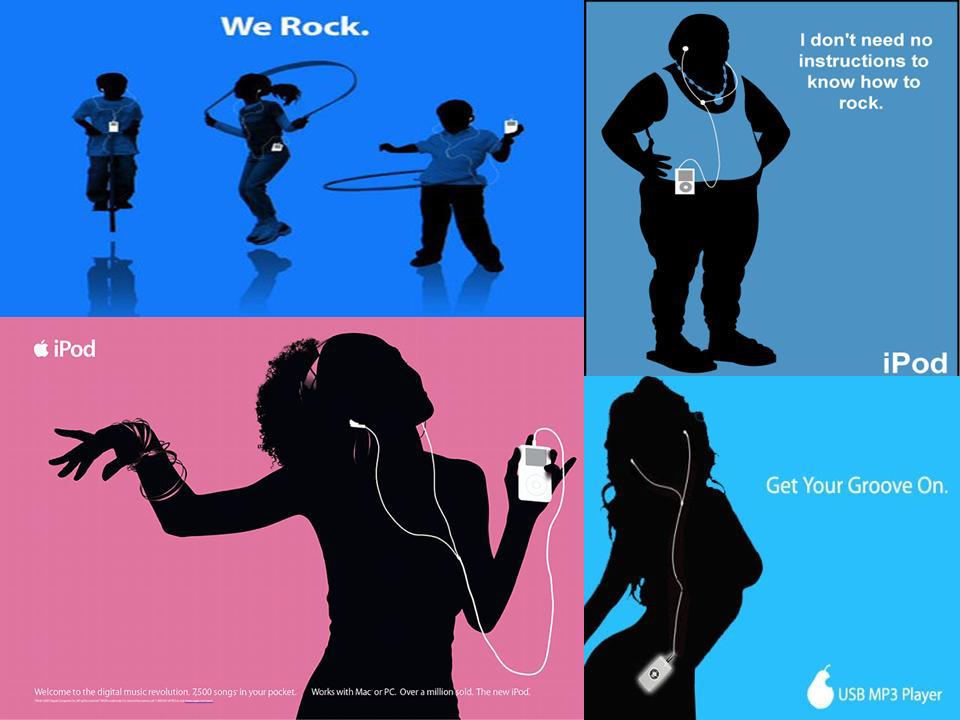 We Rock.
I don't need no
instructions to
know how to
rock.
iPod
iPod
Welcome to the digital music revolution. 7,500 songs in your pocket. Works with Mac or PC. Over a million sold. The new iPod.
Get Your Groove On.
USB MP3 Player